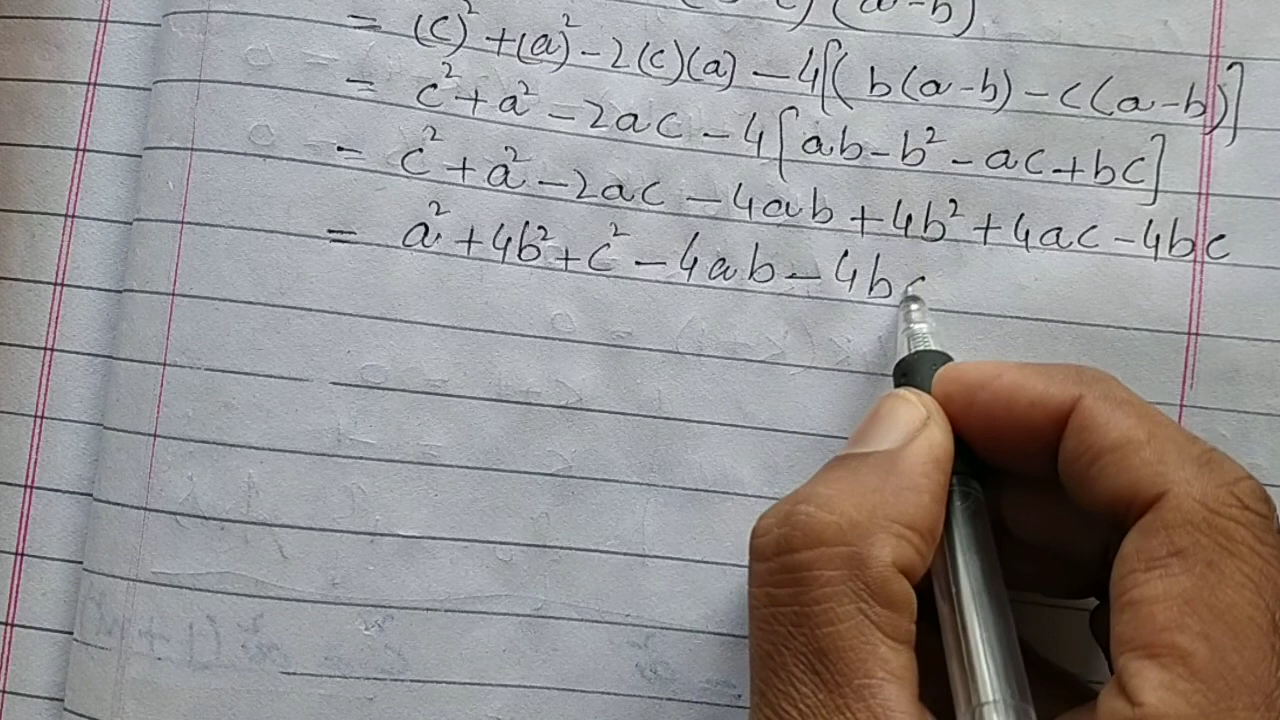 (a-b)
= (c)² + (a)² - 2(c)(a) - 4[(b(a-b) - c(a-b)]
= c² + a² - 2ac - 4[ab - b² - ac + bc]
= c² + a² - 2ac - 4ab + 4b² + 4ac - 4bc
= a² + 4b² + c² - 4ab - 4bc